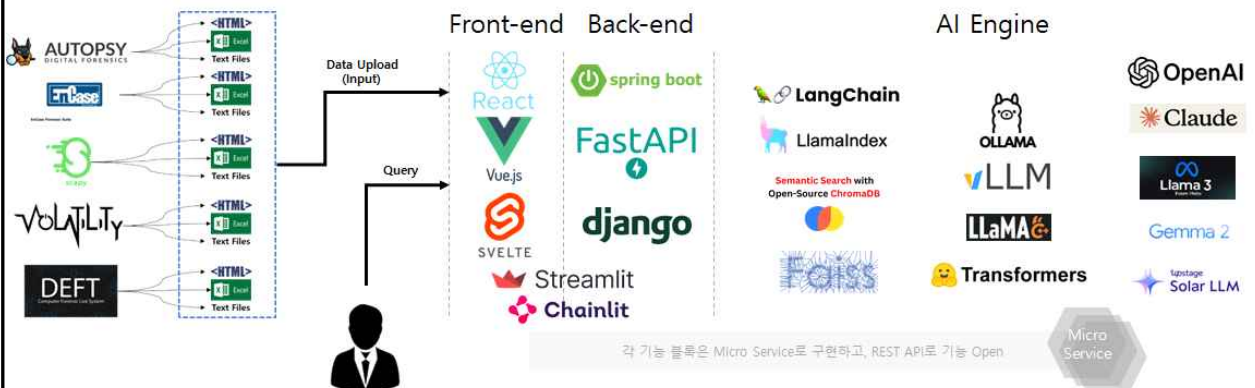 Front-end
Back-end
AI Engine
AUTOPSY
DIGITAL FORENSICS
<HTML>
Excel
Text Files
EnCase
<HTML>
Excel
Text Files
scapy
<HTML>
Excel
Text Files
VOLATILITY
<HTML>
Excel
Text Files
DEFT
Computer Forensic Live System
<HTML>
Excel
Text Files
Data Upload
(Input)
Query
React
Vue.js
SVELTE
Streamlit
Chainlit
spring boot
FastAPI
django
LangChain
LlamaIndex
Semantic Search with
Open-Source ChromaDB
Faiss
OLLAMA
vLLM
LLaMA C++
Transformers
OpenAI
Claude
Llama 3
Gemma 2
Upstage
Solar LLM
각 기능 블록은 Micro Service로 구현하고, REST API로 기능 Open
Micro
Service